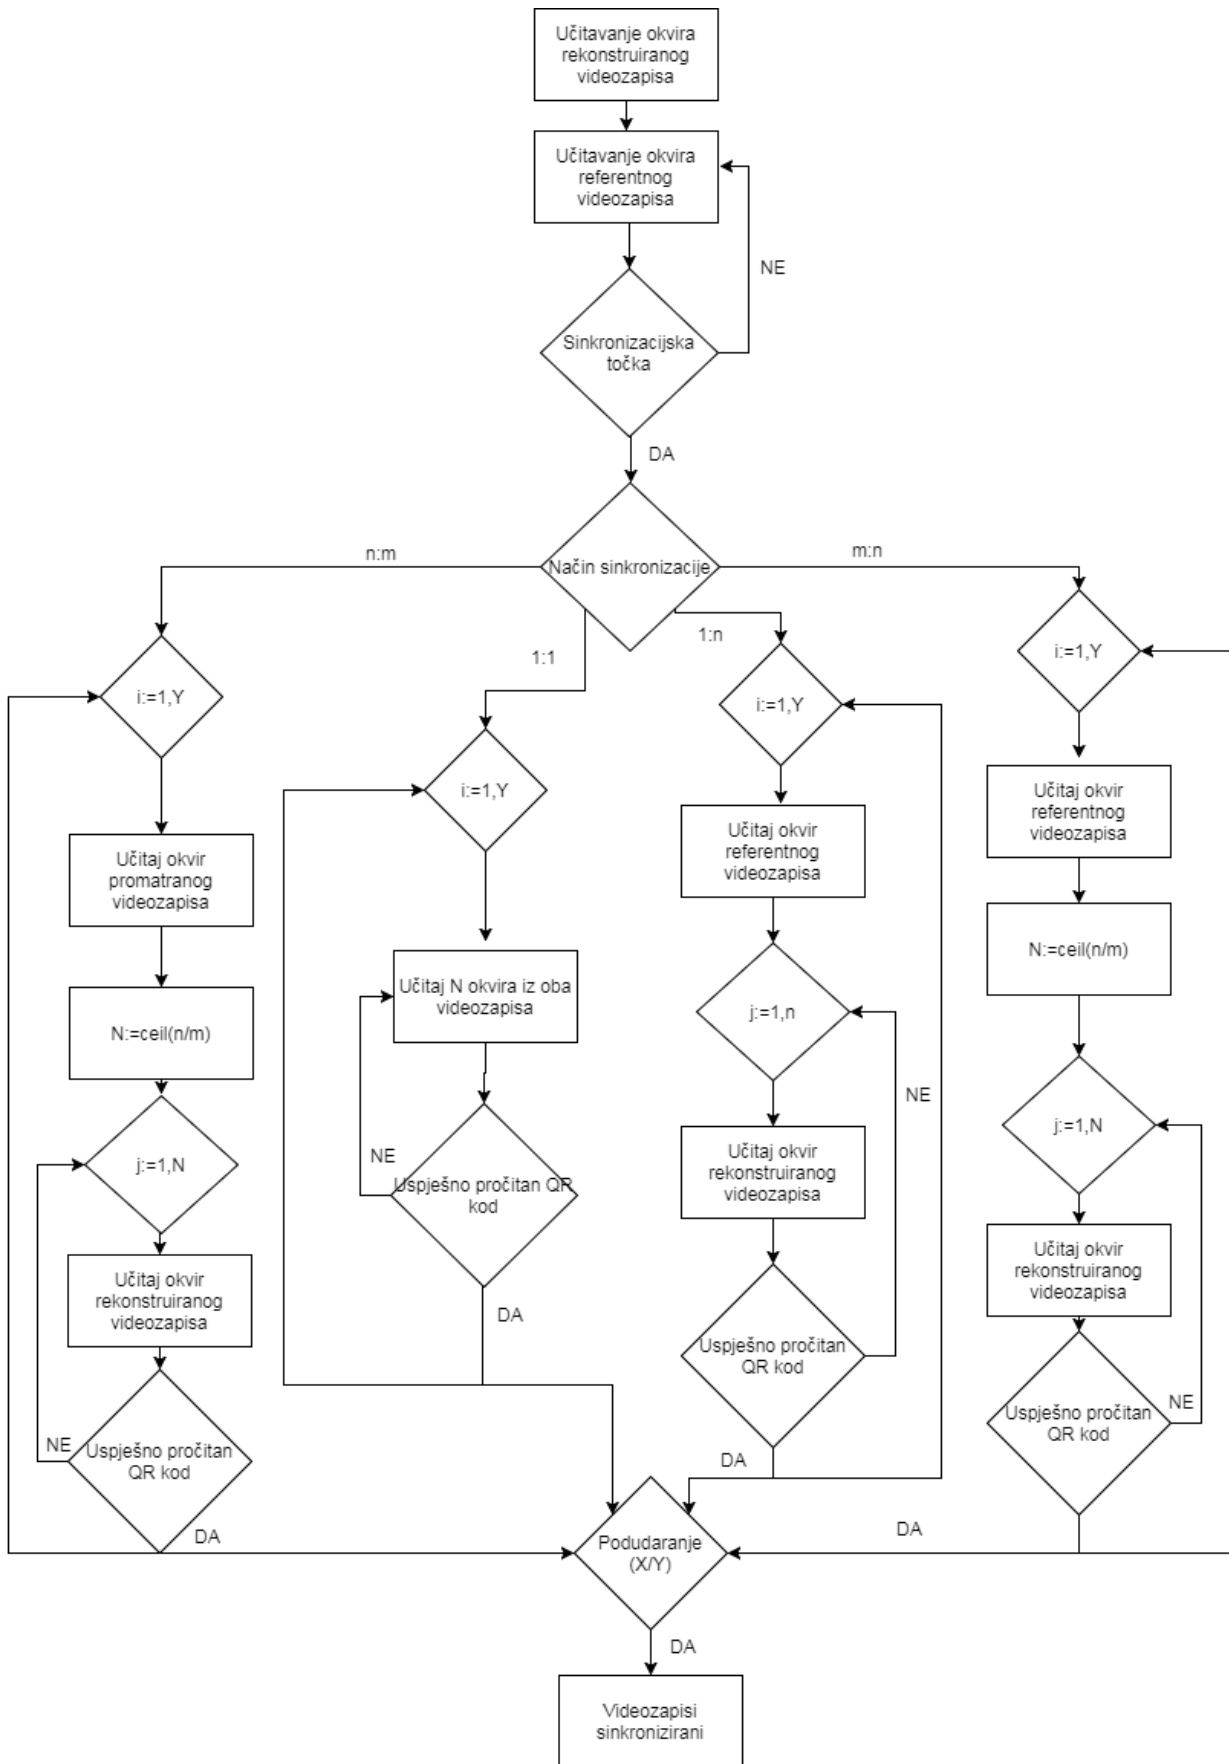 Učitavanje okvira
rekonstruiranog
videozapisa
Učitavanje okvira
referentnog
videozapisa
NE
Sinkronizacijska
točka
DA
Način sinkronizacije
n:m
1:1
1:n
m:n
i:=1,Y
Učitaj okvir
promatranog
videozapisa
N:=ceil(n/m)
j:=1,N
Učitaj okvir
rekonstruiranog
videozapisa
NE
Uspješno pročitan
QR kod
DA
i:=1,Y
Učitaj N okvira iz oba
videozapisa
NE
Uspješno pročitan QR
kod
DA
i:=1,Y
Učitaj okvir
referentnog
videozapisa
j:=1,n
NE
Učitaj okvir
rekonstruiranog
videozapisa
Uspješno pročitan
QR kod
DA
i:=1,Y
Učitaj okvir
referentnog
videozapisa
N:=ceil(n/m)
j:=1,N
Učitaj okvir
rekonstruiranog
videozapisa
NE
Uspješno pročitan
QR kod
DA
Podudaranje
(X/Y)
DA
Videozapisi
sinkronizirani